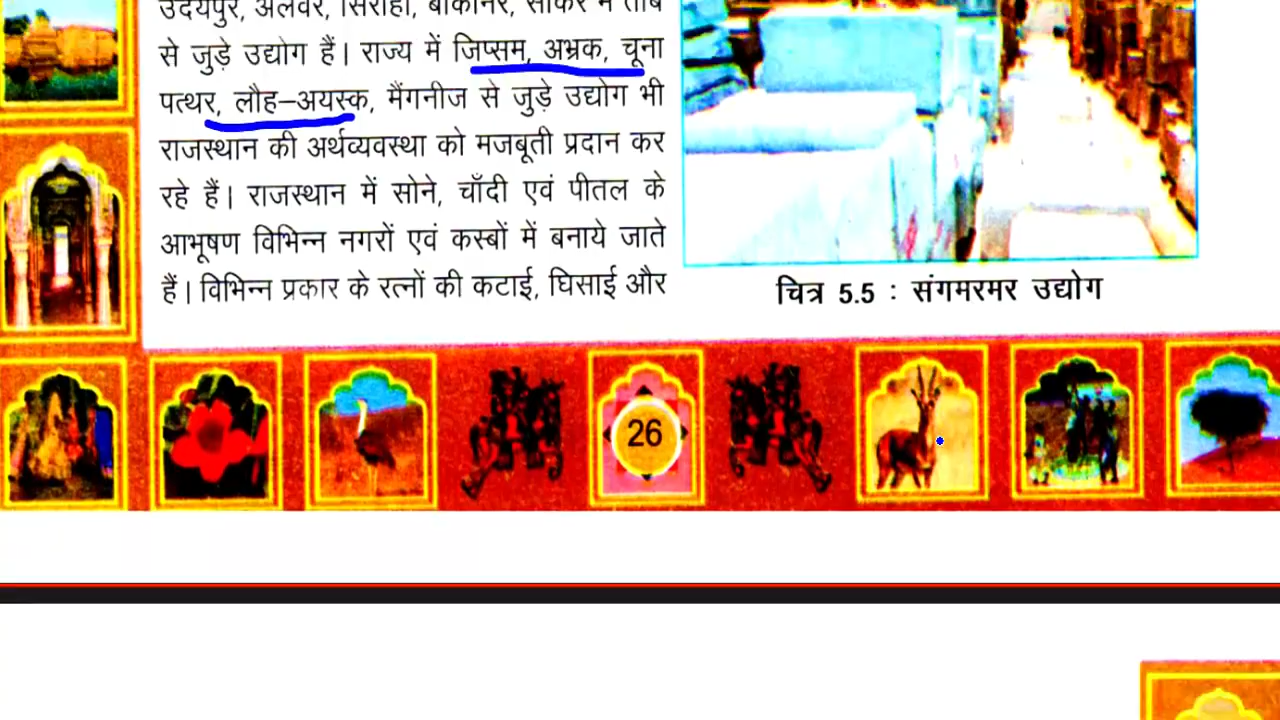 उदयपुर, अलवर, सिरोही, बीकानेर, सीकर में तांबे
से जुड़े उद्योग हैं। राज्य में जिप्सम, अभ्रक, चूना
पत्थर, लौह–अयस्क, मैंगनीज से जुड़े उद्योग भी
राजस्थान की अर्थव्यवस्था को मजबूती प्रदान कर
रहे हैं। राजस्थान में सोने, चाँदी एवं पीतल के
आभूषण विभिन्न नगरों एवं कस्बों में बनाये जाते
हैं। विभिन्न प्रकार के रत्नों की कटाई, घिसाई और
चित्र 5.5 : संगमरमर उद्योग
26